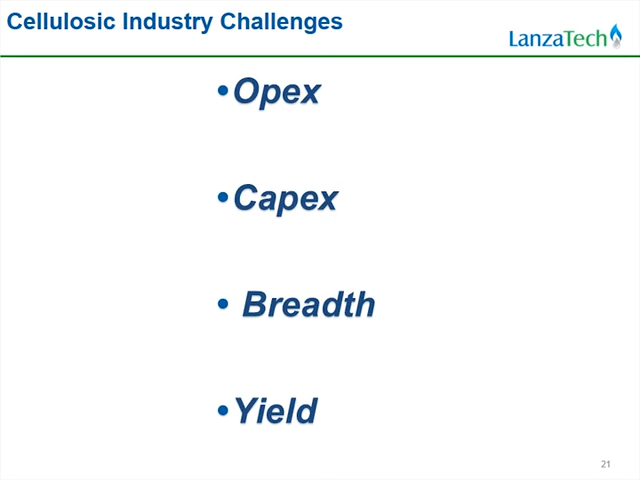 Cellulosic Industry Challenges
LanzaTech
•Opex
•Capex
• Breadth
•Yield
21